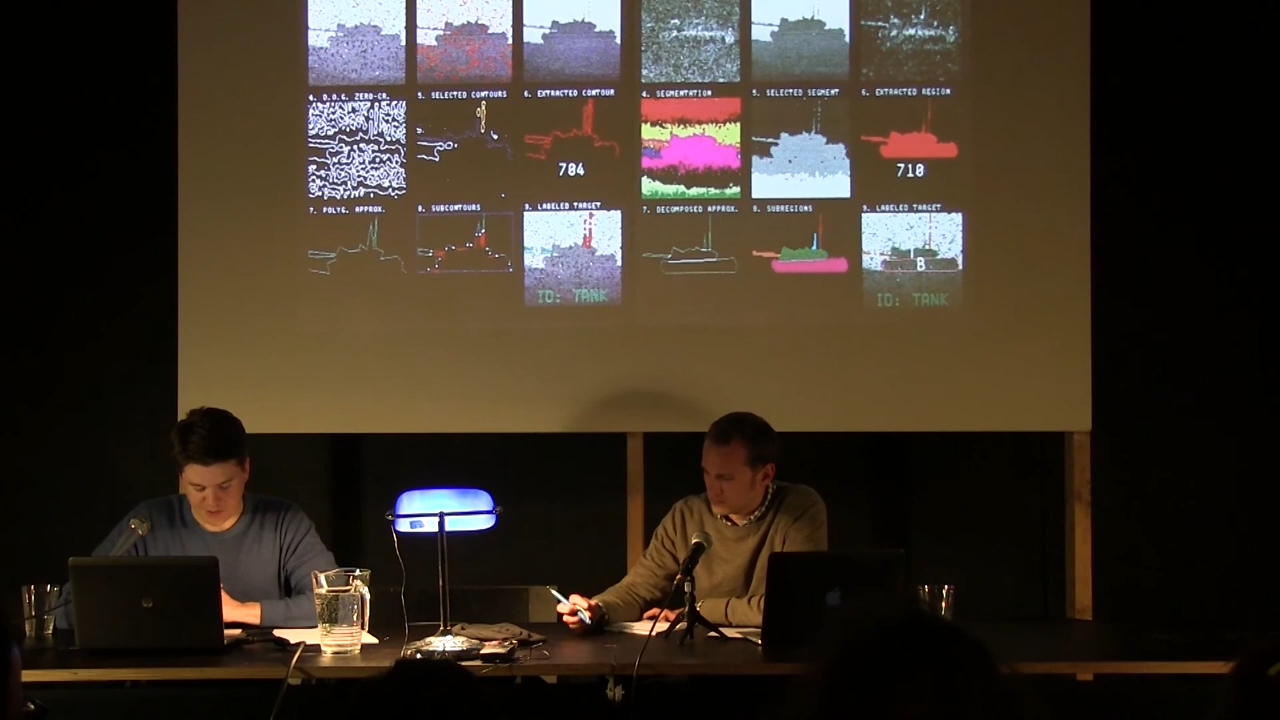 4. D.O.G. ZERO-CR.
5. SELECTED CONTOURS
6. EXTRACTED CONTOUR
4. SEGMENTATION
5. SELECTED SEGMENT
6. EXTRACTED REGION
704
710
7. POLYG. APPROX.
8. SUBCONTOURS
9. LABELED TARGET
7. DECOMPOSED APPROX.
8. SUBREGIONS
9. LABELED TARGET
B
ID: TANK
ID: TANK
hp